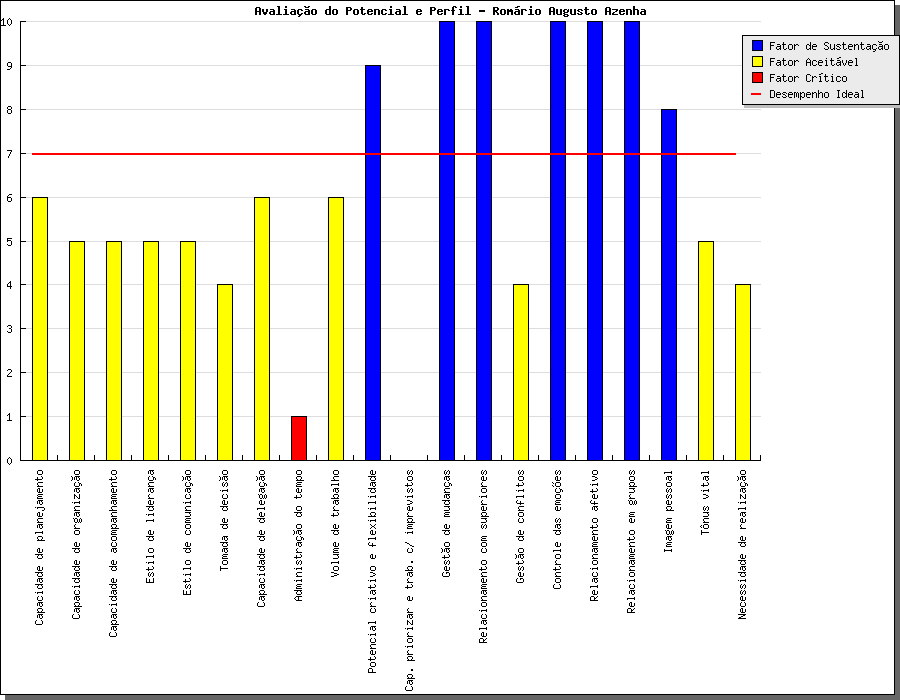 Avaliação do Potencial e Perfil - Romário Augusto Azenha
Fator de Sustentação
Fator Aceitável
Fator Crítico
Desempenho Ideal
10
9
8
7
6
5
4
3
2
1
0
Capacidade de planejamento
Capacidade de organização
Capacidade de acompanhamento
Estilo de liderança
Estilo de comunicação
Tomada de decisão
Capacidade de delegação
Administração do tempo
Volume de trabalho
Potencial criativo e flexibilidade
Cap. priorizar e trab. c/ imprevistos
Gestão de mudanças
Relacionamento com superiores
Gestão de conflitos
Controle das emoções
Relacionamento afetivo
Relacionamento em grupos
Imagem pessoal
Tônus vital
Necessidade de realização